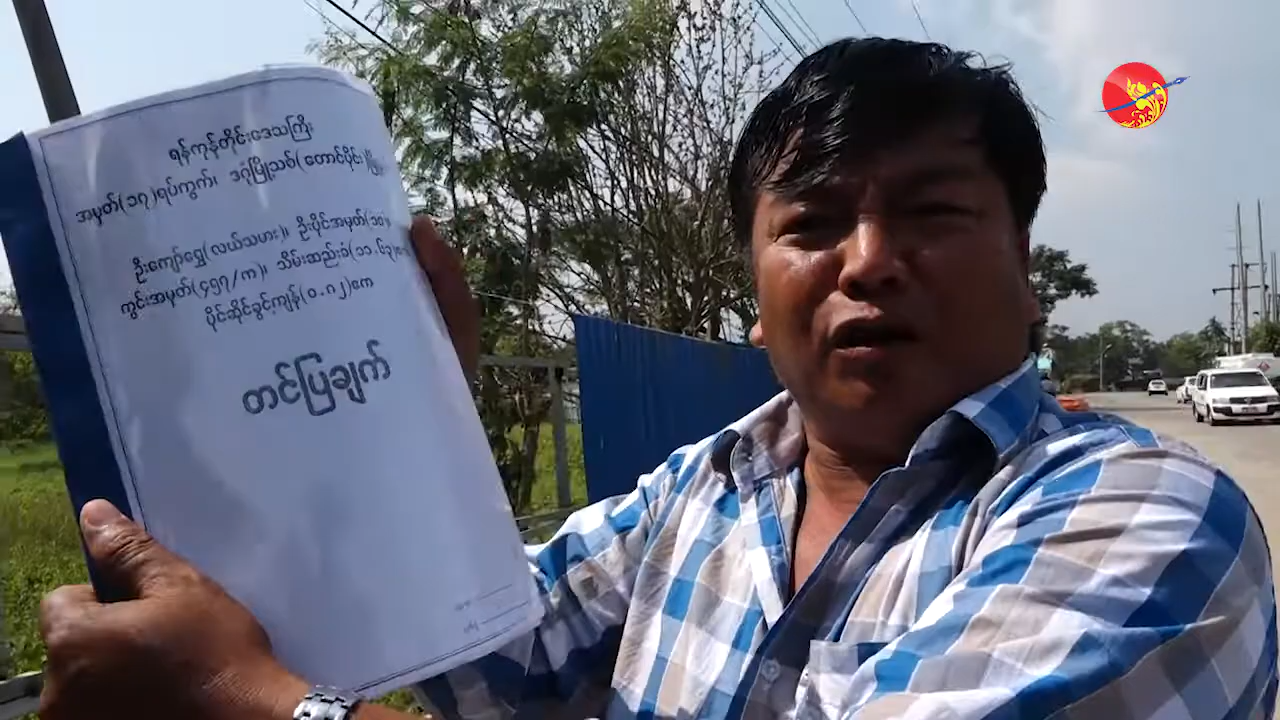 ရန်ကုန်တိုင်းဒေသကြီး
အမှတ်(၁၇)ရပ်ကွက်၊ ဒဂုံမြို့သစ်(တောင်ပိုင်း)
ဦးကျော်ရွှေ(လယ်သမား)၊ ဦးပိုင်အမှတ်(၁၀)၊
ကွင်းအမှတ်(၄၅၇/က)၊ သိမ်းဆည်းခံ(၁၁.၆၃)
ပိုင်ဆိုင်ခွင့်ကျန်(၀.၈၂)ဧက
တင်ပြချက်